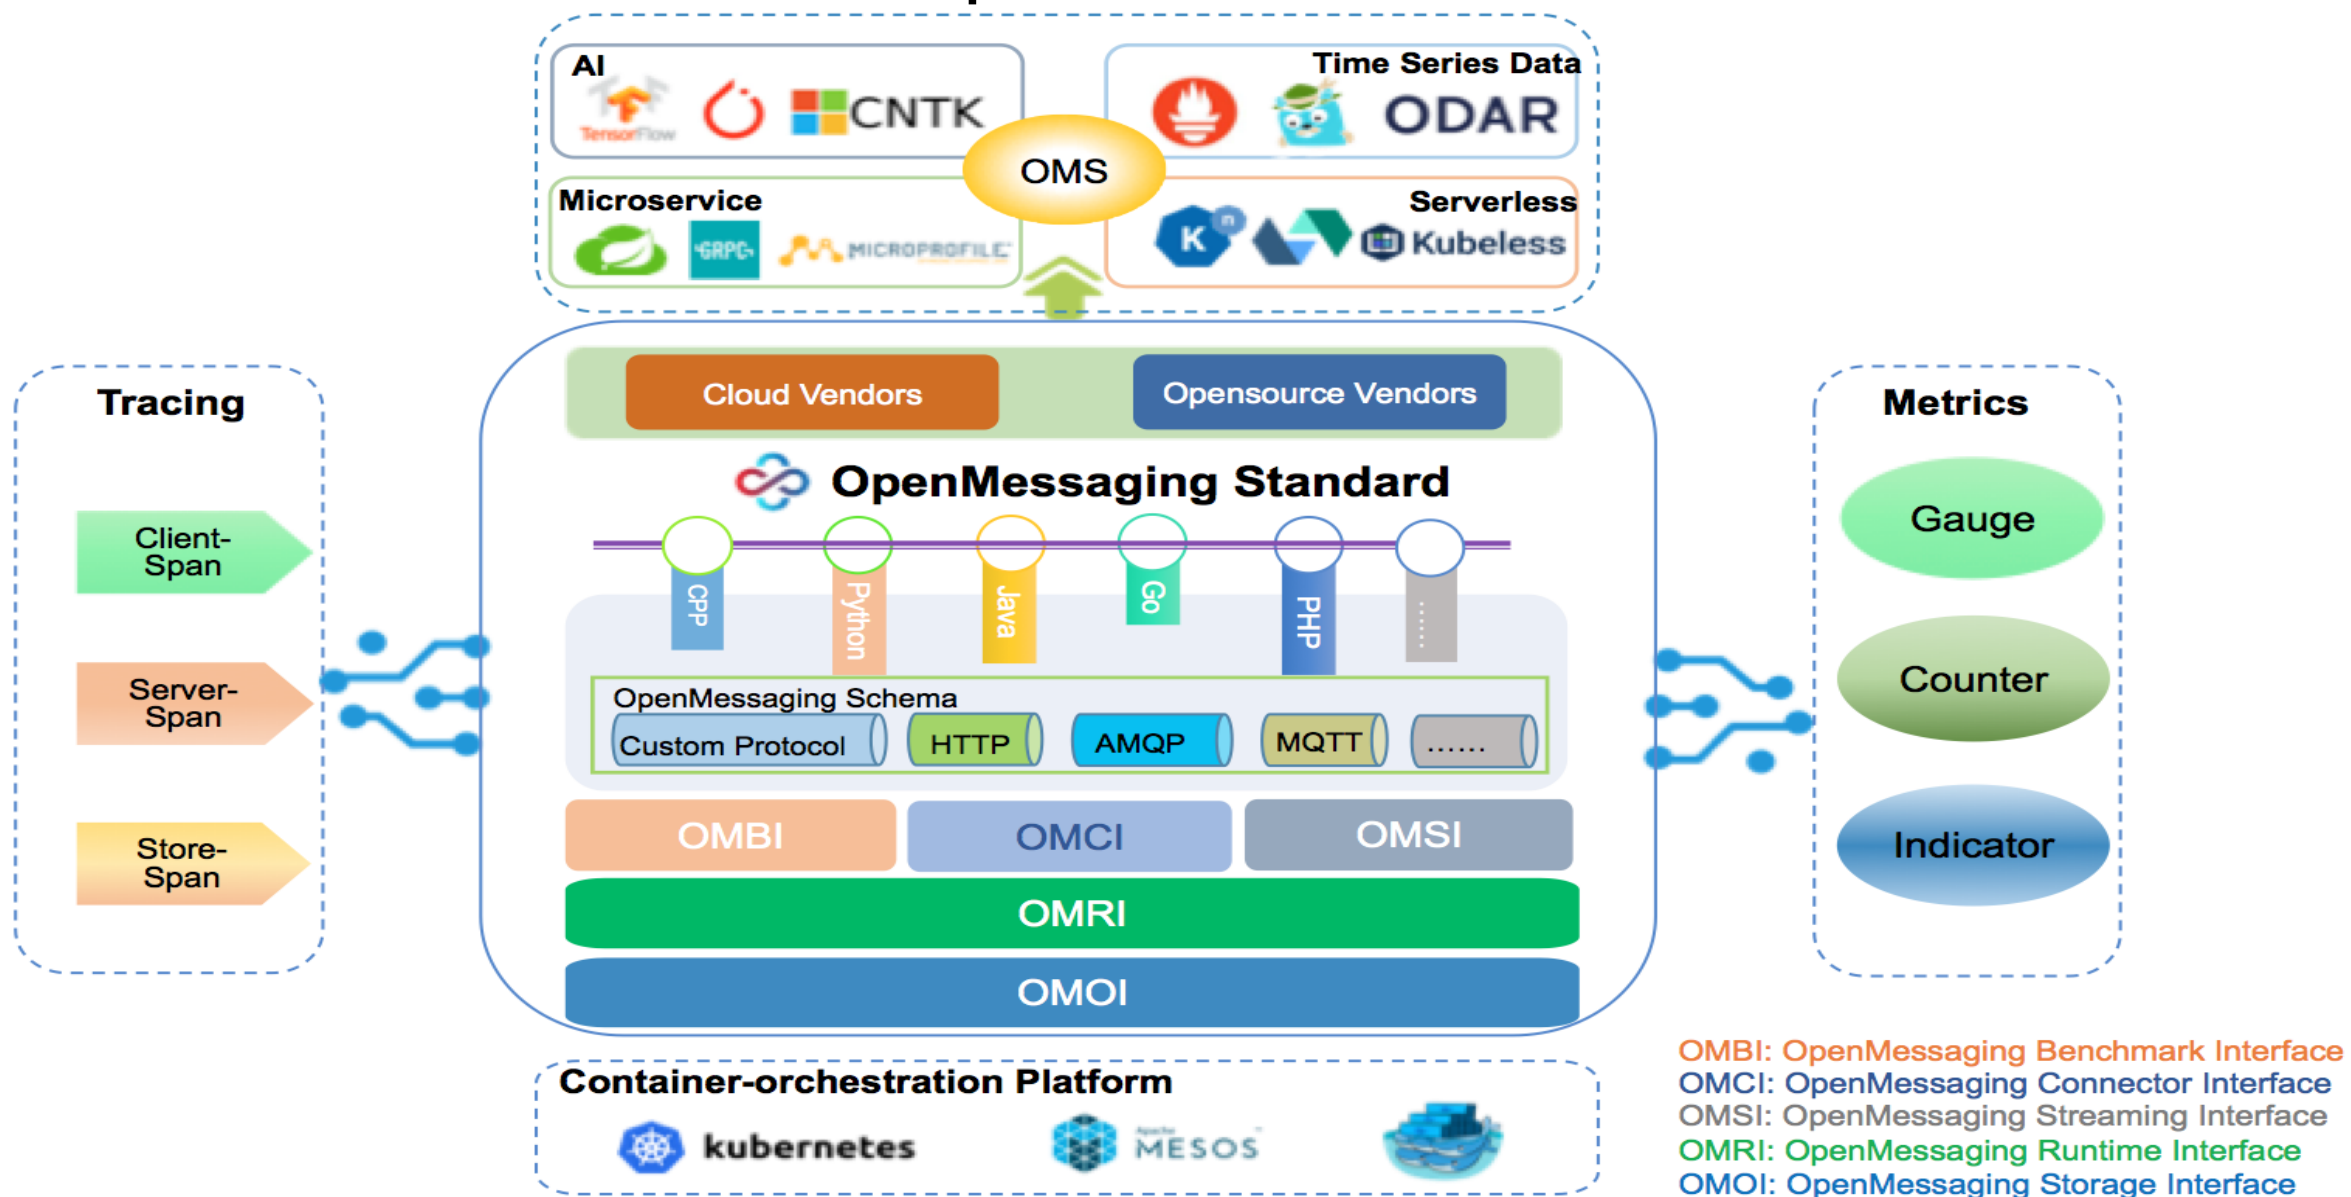 AI
TensorFlow
CNTK
Time Series Data
ODAR
OMS
Microservice
GRPC
MICROPROFILE
Serverless
K
n
Kubeless
Cloud Vendors
Opensource Vendors
Tracing
Client-
Span
Server-
Span
Store-
Span
OpenMessaging Standard
CPP
Python
Java
Go
PHP
......
OpenMessaging Schema
Custom Protocol
HTTP
AMQP
MQTT
......
OMBI
OMCI
OMSI
OMRI
OMOI
Metrics
Gauge
Counter
Indicator
Container-orchestration Platform
kubernetes
Apache
MESOS
OMBI: OpenMessaging Benchmark Interface
OMCI: OpenMessaging Connector Interface
OMSI: OpenMessaging Streaming Interface
OMRI: OpenMessaging Runtime Interface
OMOI: OpenMessaging Storage Interface